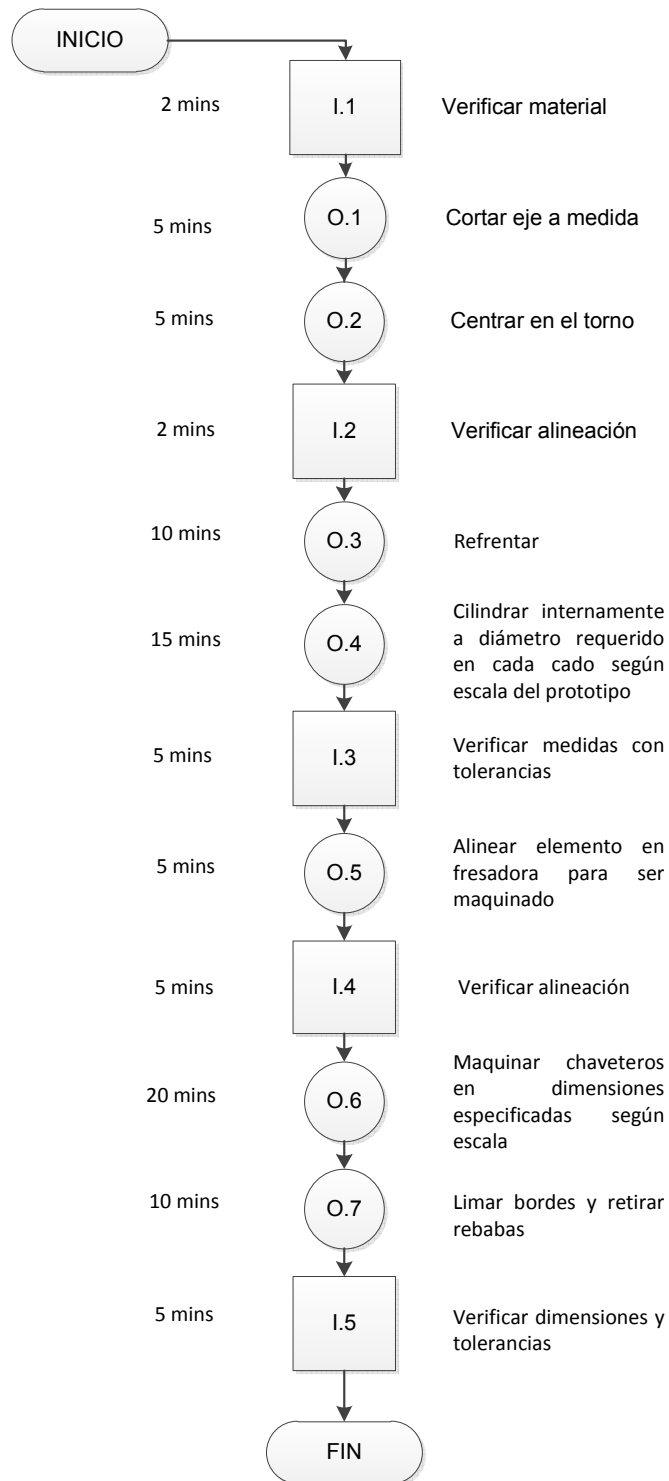 INICIO
2 mins
I.1
Verificar material
5 mins
O.1
Cortar eje a medida
5 mins
O.2
Centrar en el torno
2 mins
I.2
Verificar alineación
10 mins
O.3
Refrentar
15 mins
O.4
Cilindrar internamente
a diámetro requerido
en cada cado según
escala del prototipo
5 mins
I.3
Verificar medidas con
tolerancias
5 mins
O.5
Alinear elemento en
fresadora para ser
maquinado
5 mins
I.4
Verificar alineación
20 mins
O.6
Maquinar chaveteros
en dimensiones
especificadas según
escala
10 mins
O.7
Limar bordes y retirar
rebabas
5 mins
I.5
Verificar dimensiones y
tolerancias
FIN